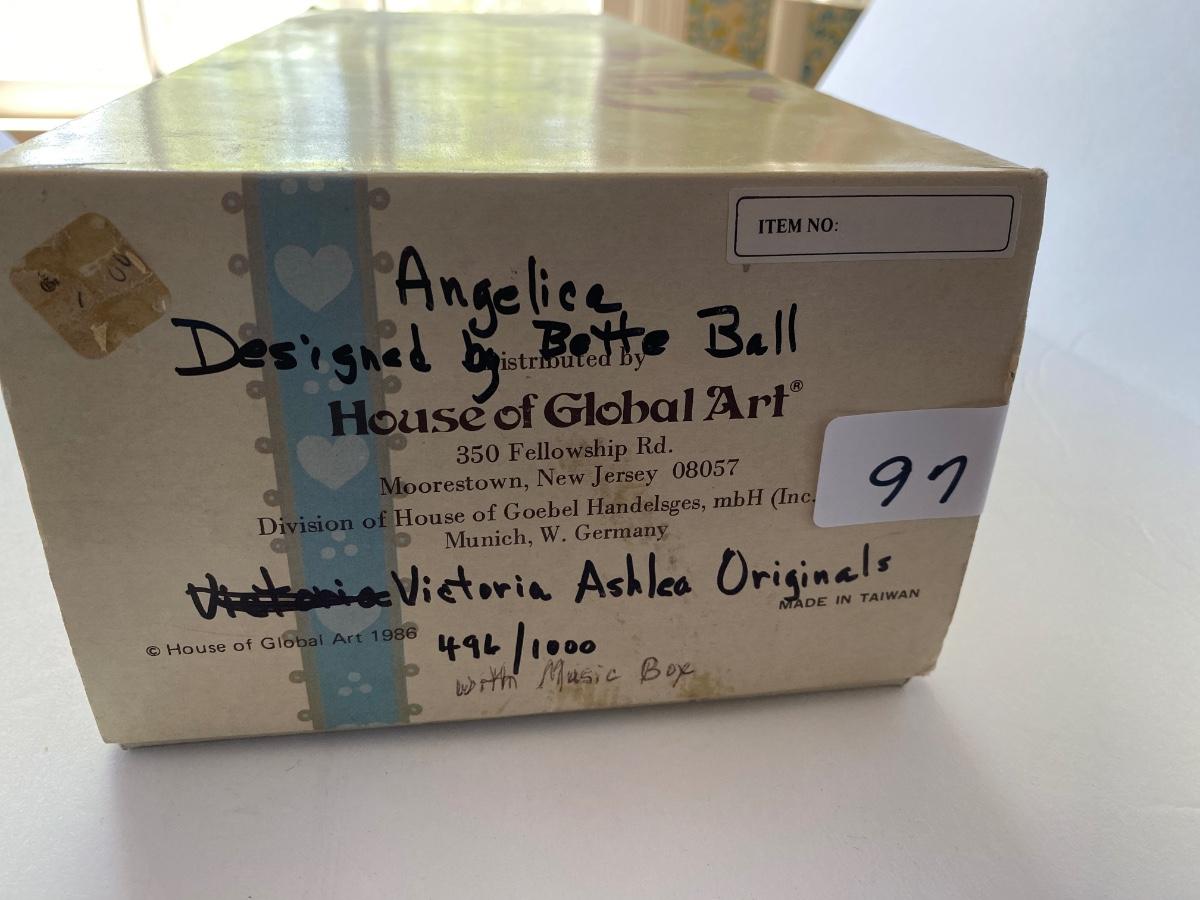 ITEM NO:
Angelica
Designed by Bette Ball
istributed by
House of Global Art®
350 Fellowship Rd.
Moorestown, New Jersey 08057
97
Division of House of Goebel Handelsges, mbH (Inc.
Munich, W. Germany
Victoria Victoria Ashlea Originals
MADE IN TAIWAN
© House of Global Art 1986
496/1000
with Music Box